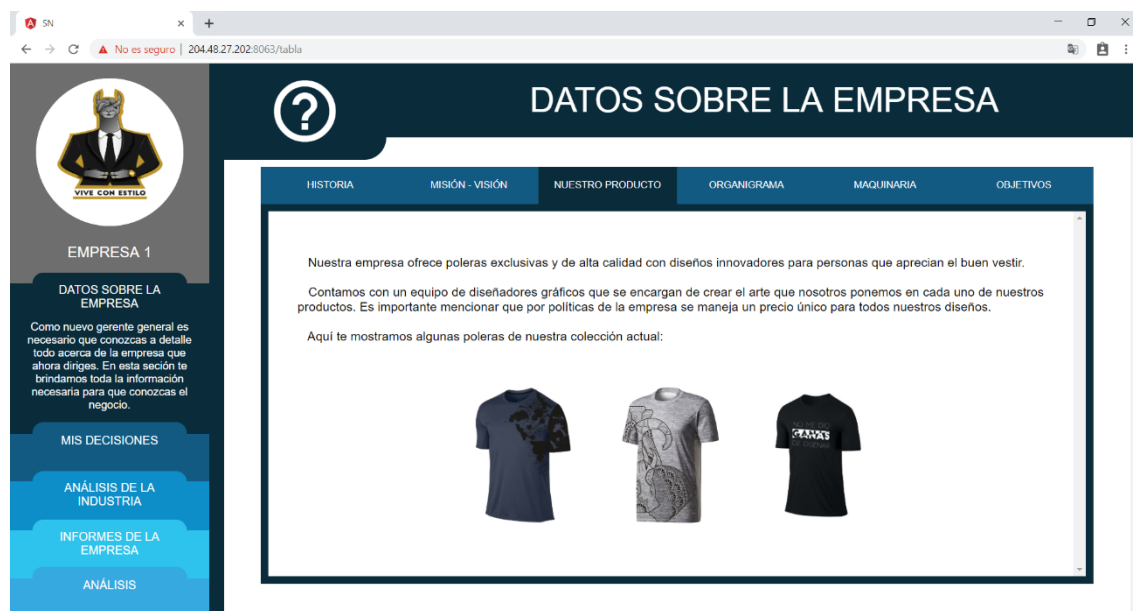 SN
No es seguro | 204.48.27.202:8063/tabla
VIVE CON ESTILO
EMPRESA 1
DATOS SOBRE LA
EMPRESA
Como nuevo gerente general es
necesario que conozcas a detalle
todo acerca de la empresa que
ahora diriges. En esta seción te
brindamos toda la información
necesaria para que conozcas el
negocio.
MIS DECISIONES
ANÁLISIS DE LA
INDUSTRIA
INFORMES DE LA
EMPRESA
ANÁLISIS
?
DATOS SOBRE LA EMPRESA
HISTORIA
MISIÓN - VISIÓN
NUESTRO PRODUCTO
ORGANIGRAMA
MAQUINARIA
OBJETIVOS
Nuestra empresa ofrece poleras exclusivas y de alta calidad con diseños innovadores para personas que aprecian el buen vestir.
Contamos con un equipo de diseñadores gráficos que se encargan de crear el arte que nosotros ponemos en cada uno de nuestros
productos. Es importante mencionar que por políticas de la empresa se maneja un precio único para todos nuestros diseños.
Aquí te mostramos algunas poleras de nuestra colección actual:
NO ME DIO
GANAS
DE DISEÑAR